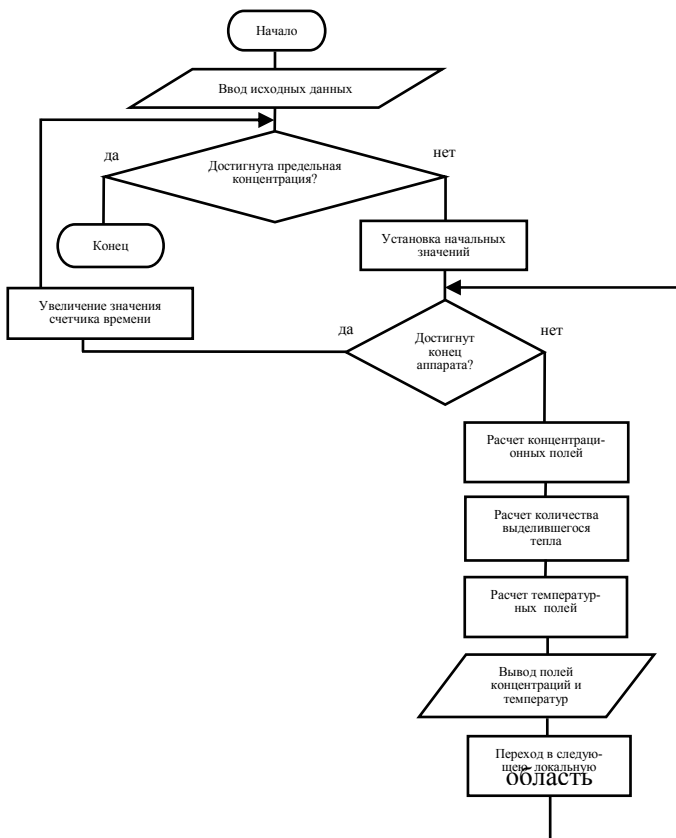 Начало
Ввод исходных данных
да
нет
Достигнута предельная
концентрация?
Конец
Установка начальных
значений
Увеличение значения
счетчика времени
да
нет
Достигнут
конец
аппарата?
Расчет концентраци-
онных полей
Расчет количества
выделившегося
тепла
Расчет температур-
ных полей
Вывод полей
концентраций и
температур
Переход в следую-
щею локальную
область